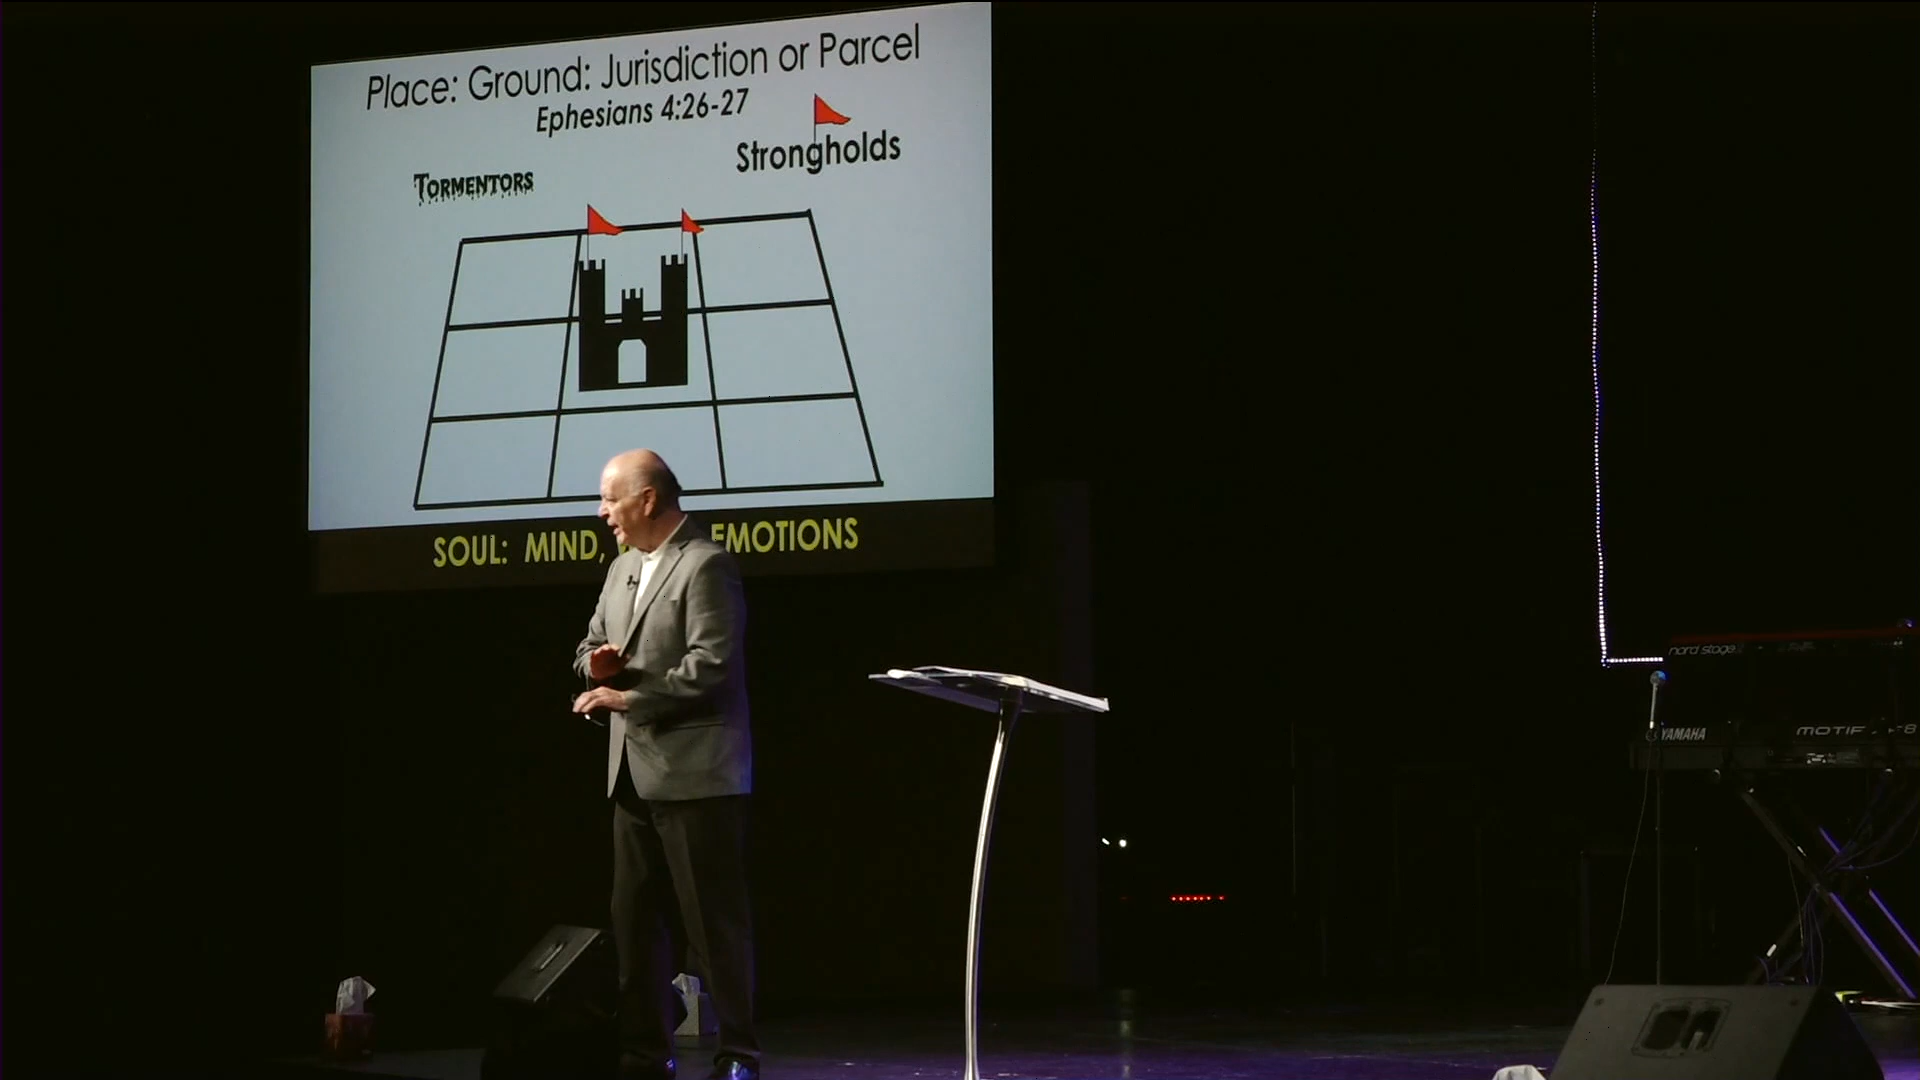 Place: Ground: Jurisdiction or Parcel
Ephesians 4:26-27
Strongholds
TORMENTORS
SOUL: MIND, EMOTIONS
nord stage
YAMAHA
MOTIF